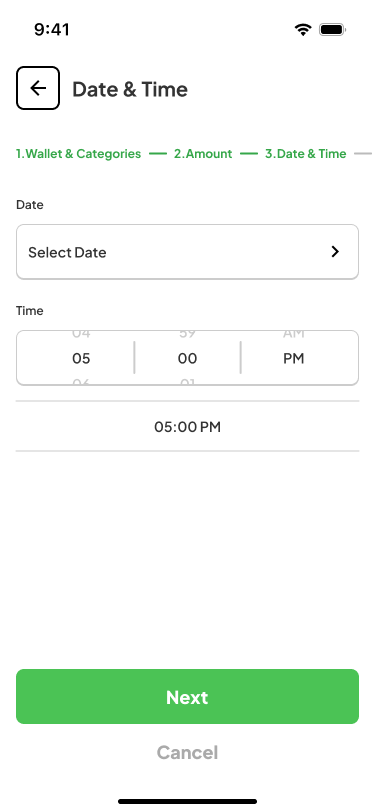 9:41
Date & Time
1.Wallet & Categories
2.Amount
3.Date & Time
Date
Select Date
Time
04 59 AM
05 00 PM
06 01
05:00 PM
Next
Cancel